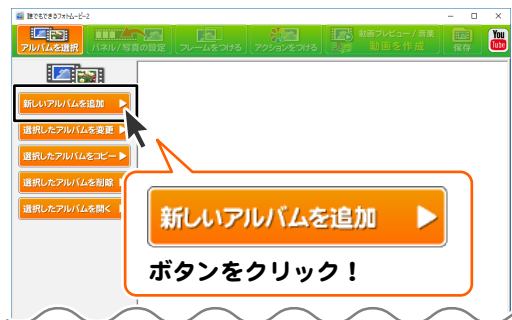 誰でもできるフォトムービー2
アルバムを選択
パネル/写真の設定
フレームをつける
アクションをつける
動画プレビュー / 音楽
動画を作成
保存
You
Tube
新しいアルバムを追加
選択したアルバムを変更
選択したアルバムをコピー
選択したアルバムを削除
選択したアルバムを開く
新しいアルバムを追加
ボタンをクリック！